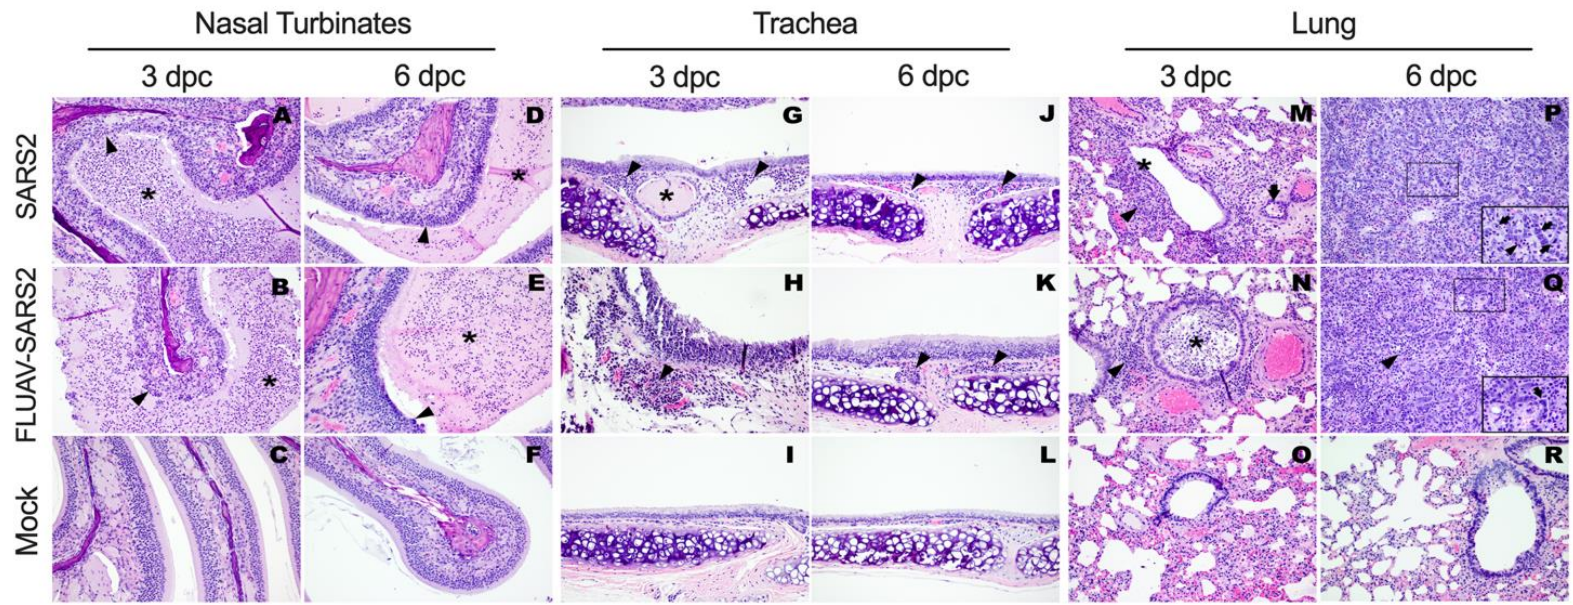 Nasal Turbinates Trachea Lung
3 dpc 6 dpc 3 dpc 6 dpc 3 dpc 6 dpc
SARS2 A D G J M P
FLUAV-SARS2 B E H K N Q
Mock C F I L O R